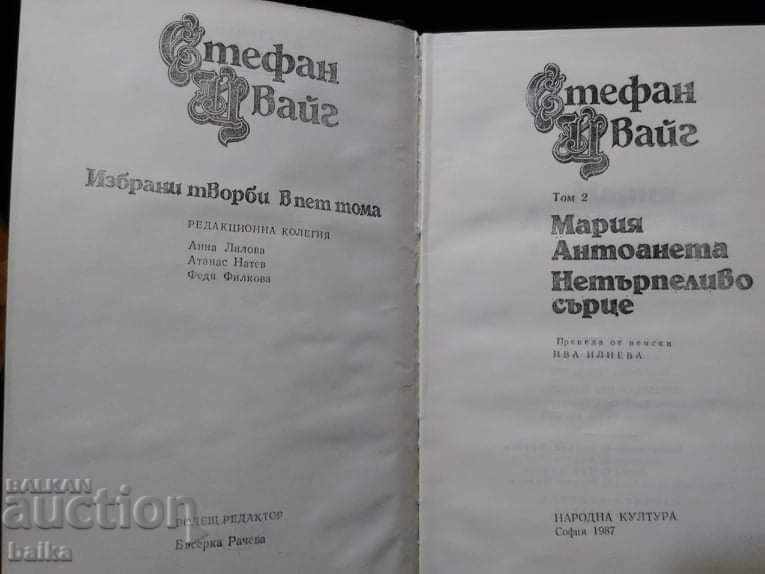 Стефан
Цвайг
Избрани творби в пет тома
РЕДАКЦИОННА КОЛЕГИЯ
Анна Лилова
Атанас Натев
Федя Филкова
ВОДЕЩ РЕДАКТОР
Бисерка Рачева
Стефан
Цвайг
Том 2
Мария
Антоанета
Нетърпеливо
сърце
Превела от немски
ИВА ИЛИЕВА
НАРОДНА КУЛТУРА
София 1987
BALKAN
auction
baika